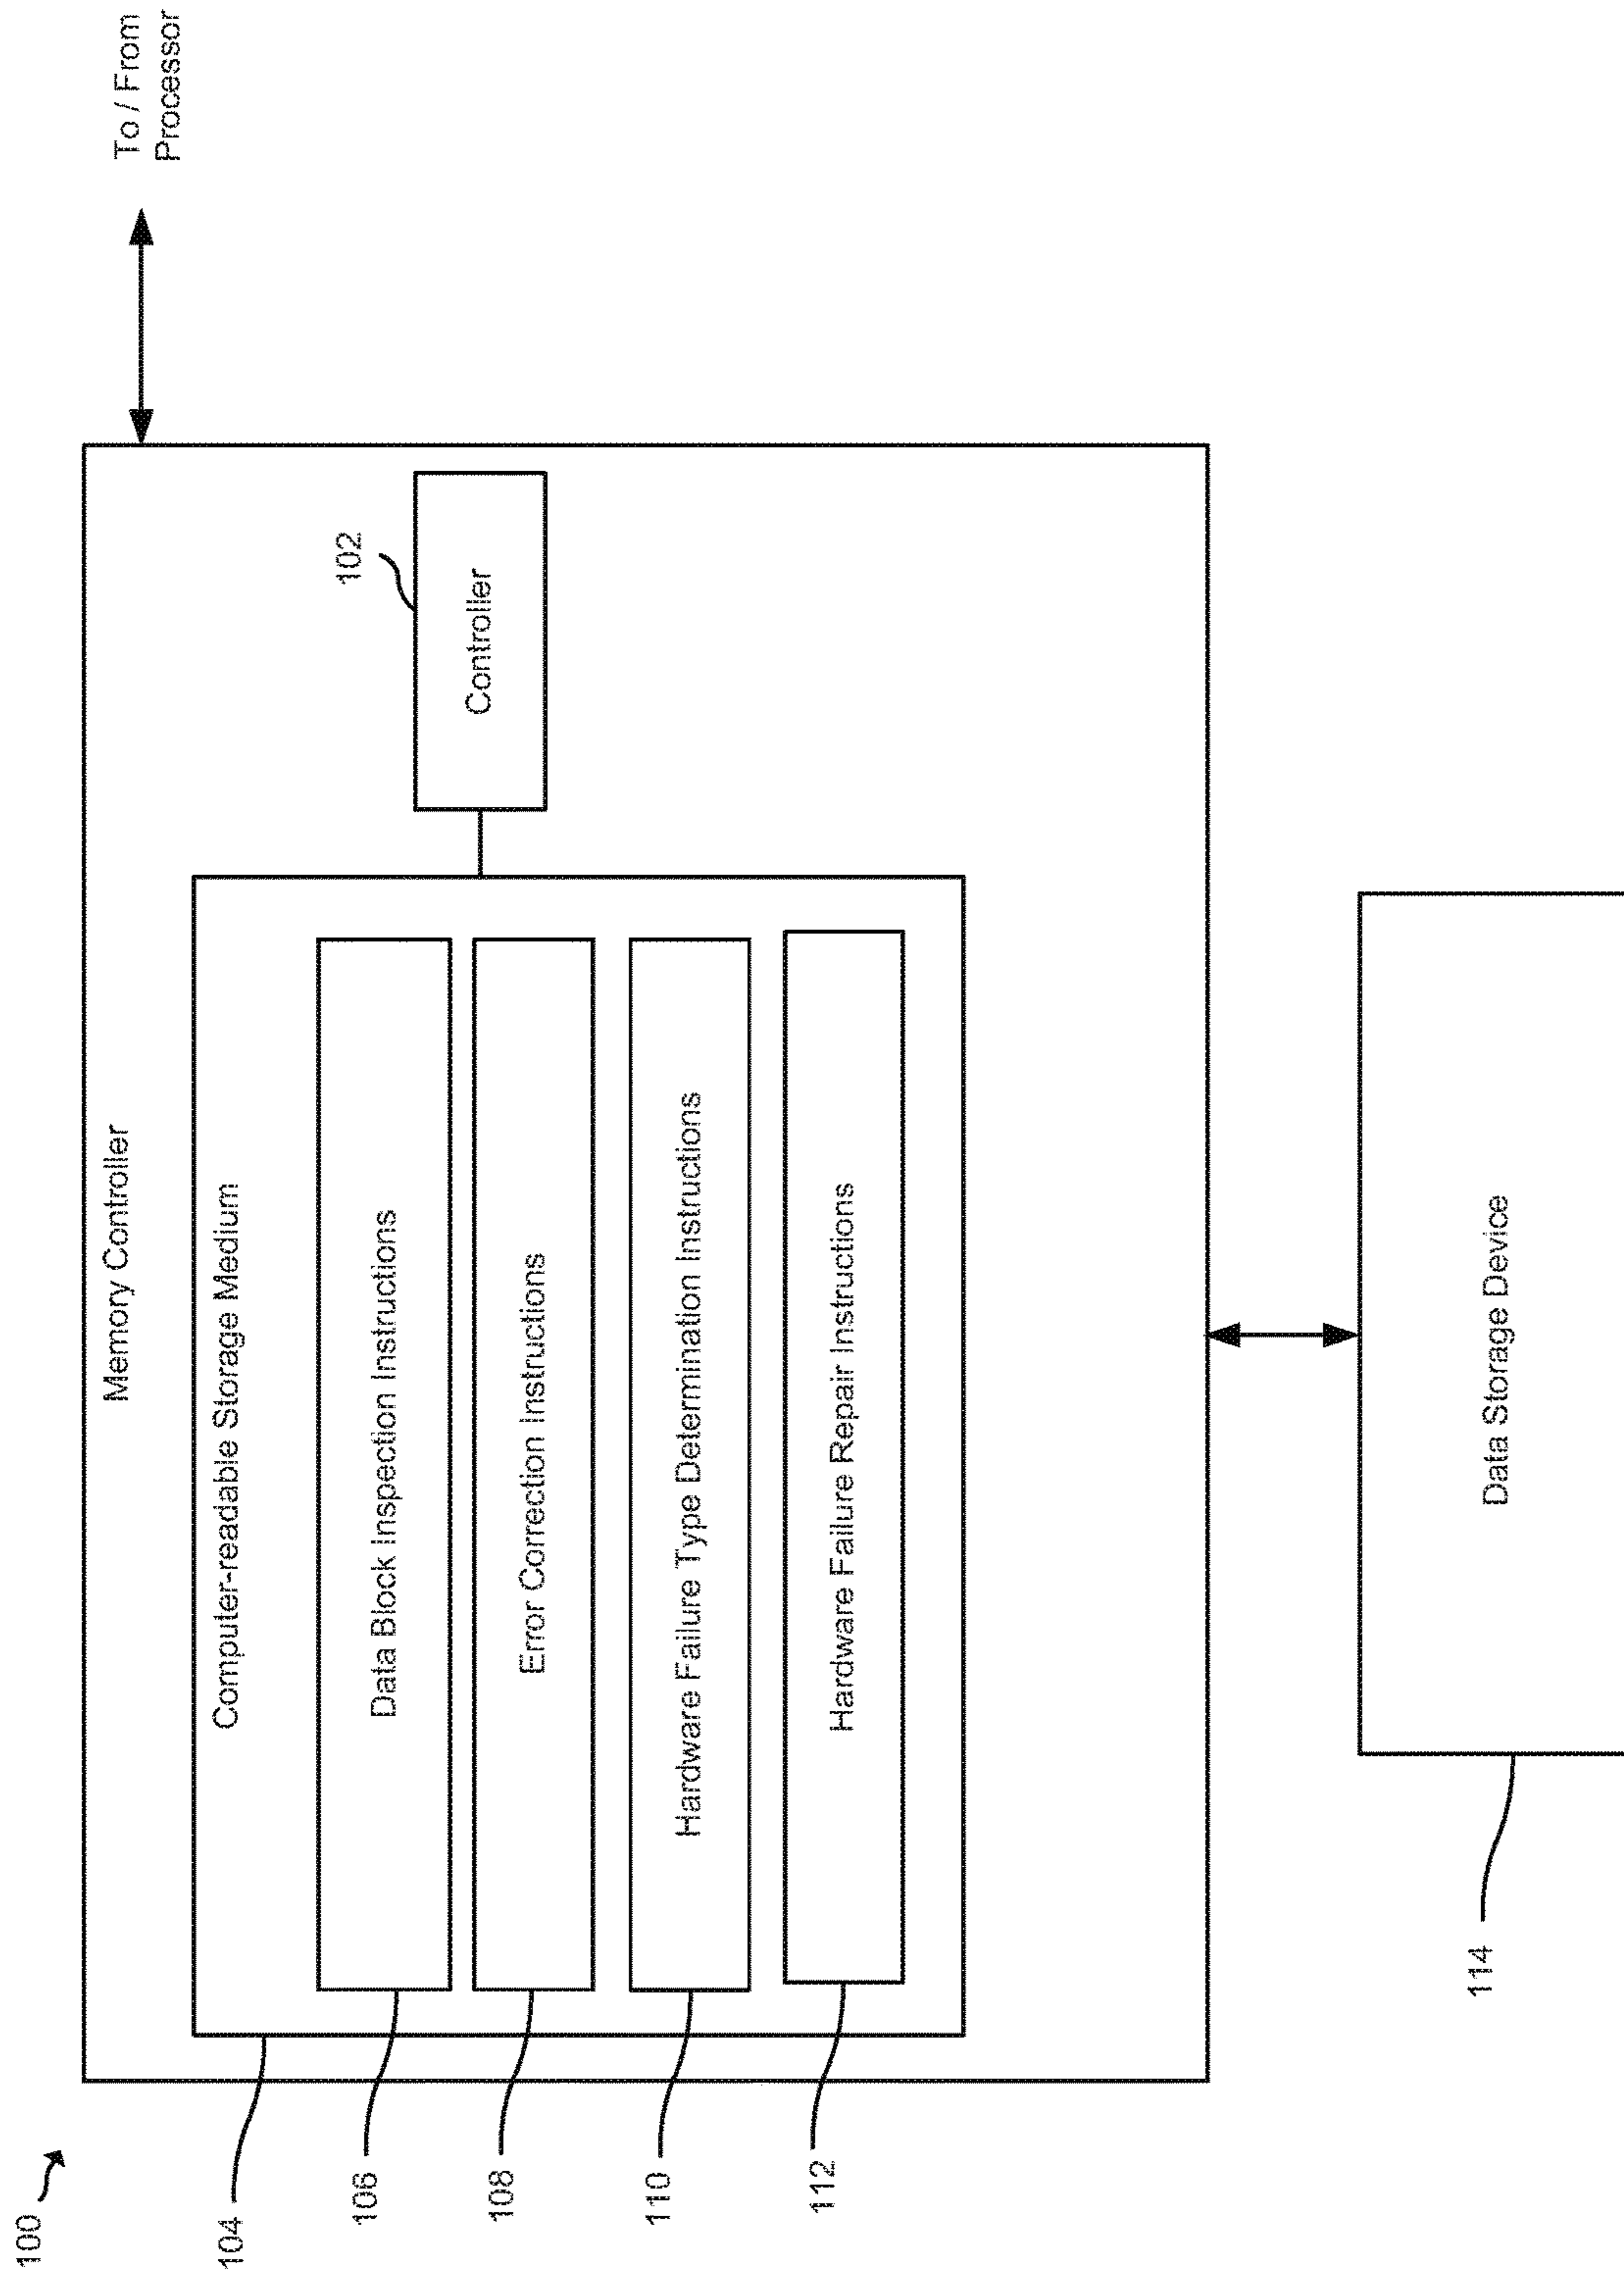 100
Memory Controller
To / From
Processor
104
Computer-readable Storage Medium
102
Controller
106
Data Block Inspection Instructions
108
Error Correction Instructions
110
Hardware Failure Type Determination Instructions
112
Hardware Failure Repair Instructions
114
Data Storage Device